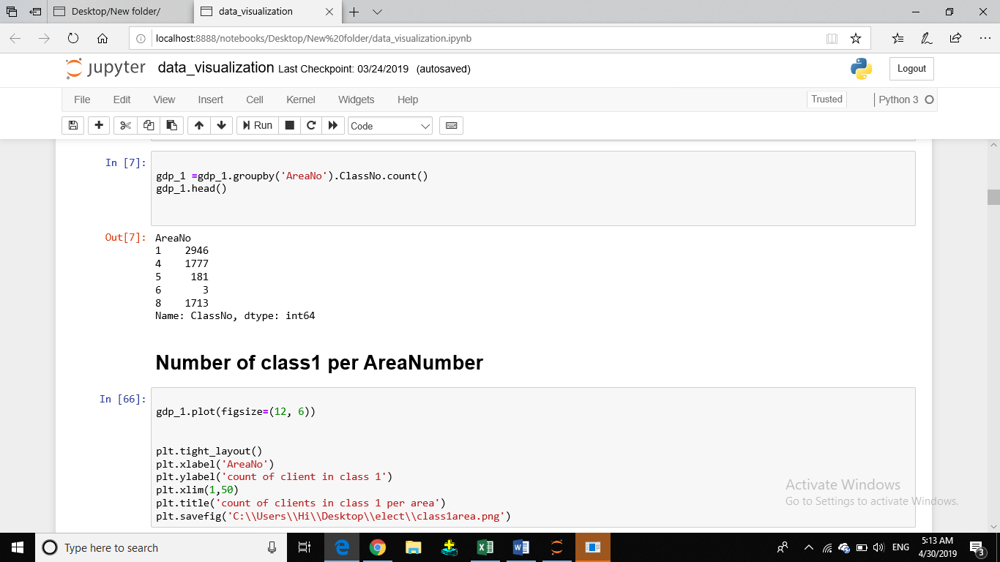 Desktop/New folder/
data_visualization
localhost:8888/notebooks/Desktop/New%20folder/data_visualization.ipynb
jupyter data_visualization Last Checkpoint: 03/24/2019 (autosaved)
Logout
File Edit View Insert Cell Kernel Widgets Help
Trusted
Python 3
Run
Code
In [7]:
gdp_1 =gdp_1.groupby('AreaNo').ClassNo.count()
gdp_1.head()
Out[7]:
AreaNo
1 2946
4 1777
5 181
6 3
8 1713
Name: ClassNo, dtype: int64
Number of class1 per AreaNumber
In [66]:
gdp_1.plot(figsize=(12, 6))
plt.tight_layout()
plt.xlabel('AreaNo')
plt.ylabel('count of client in class 1')
plt.xlim(1,50)
plt.title('count of clients in class 1 per area')
plt.savefig('C:\\Users\\Hi\\Desktop\\elect\\class1area.png')
Activate Windows
Go to Settings to activate Windows.
Type here to search
ENG
5:13 AM
4/30/2019
3